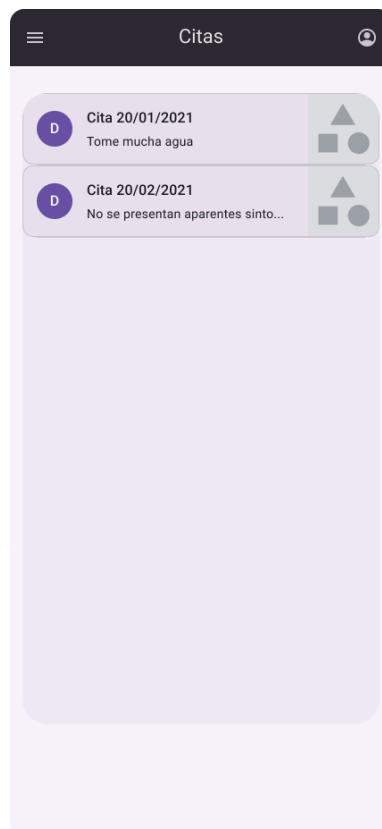 Citas
D
Cita 20/01/2021
Tome mucha agua
D
Cita 20/02/2021
No se presentan aparentes sinto...